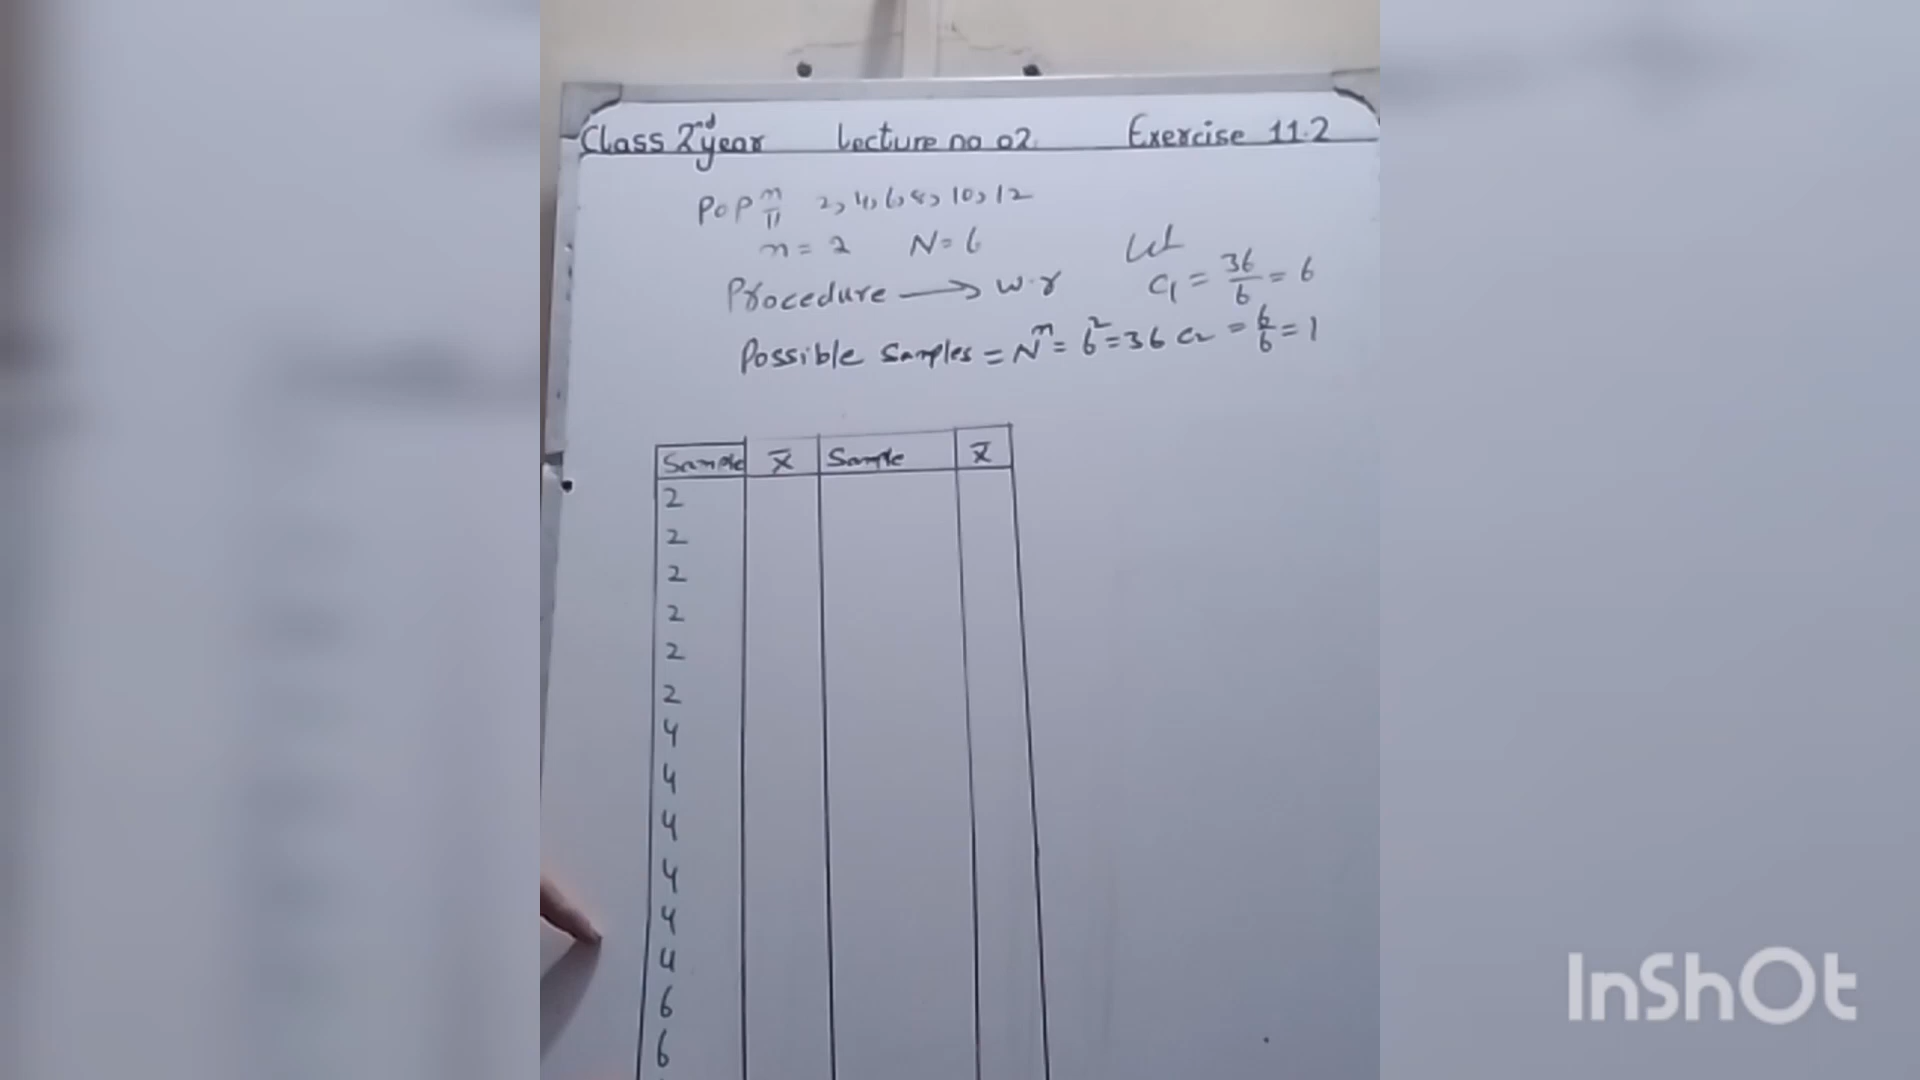 Class 2nd year Lecture no 02 Exercise 11.2
POPn 2, 4, 6, 8, 10, 12
n = 2 N = 6
Procedure → w.r
C1 = 36/6 = 6
Possible Samples = N^n = 6^2 = 36 C2 = 6/6 = 1
Sample X̄ Sample X̄
2
2
2
2
2
2
4
4
4
4
4
4
6
6
InShOt